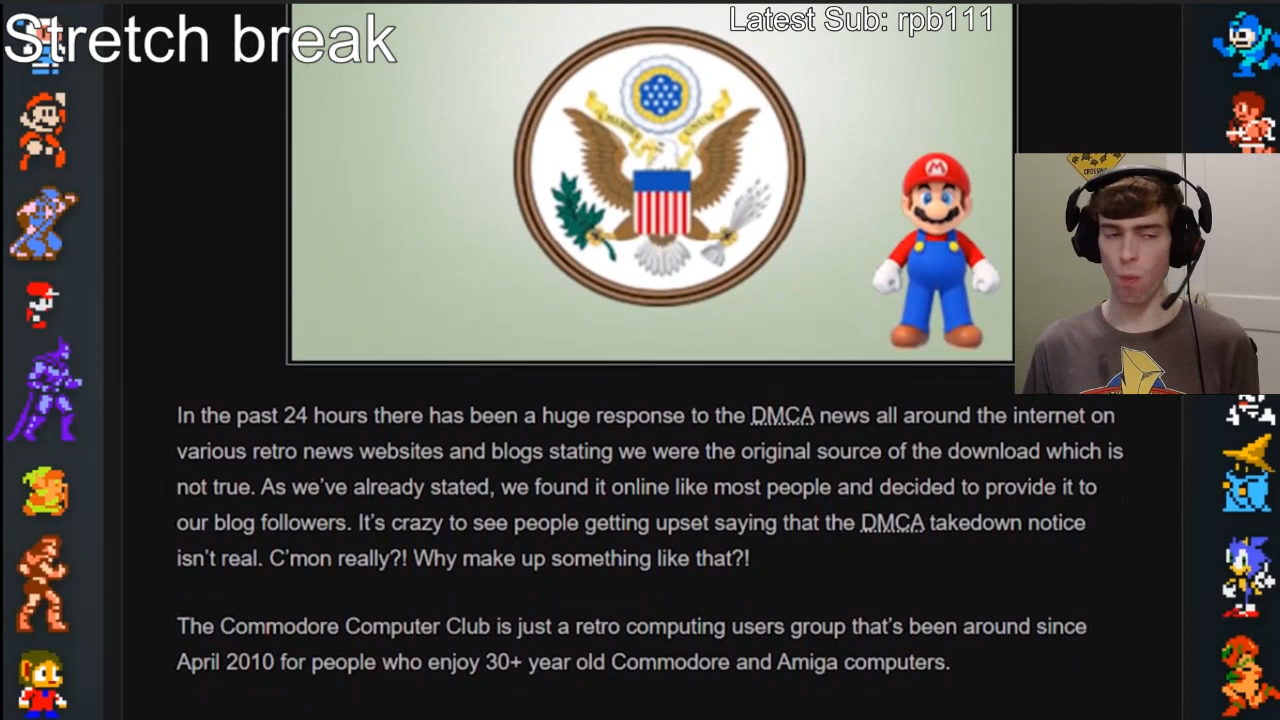 Stretch break
Latest Sub: rpb111
CROSSING
In the past 24 hours there has been a huge response to the DMCA news all around the internet on
various retro news websites and blogs stating we were the original source of the download which is
not true. As we've already stated, we found it online like most people and decided to provide it to
our blog followers. It's crazy to see people getting upset saying that the DMCA takedown notice
isn't real. C'mon really?! Why make up something like that?!
The Commodore Computer Club is just a retro computing users group that's been around since
April 2010 for people who enjoy 30+ year old Commodore and Amiga computers.